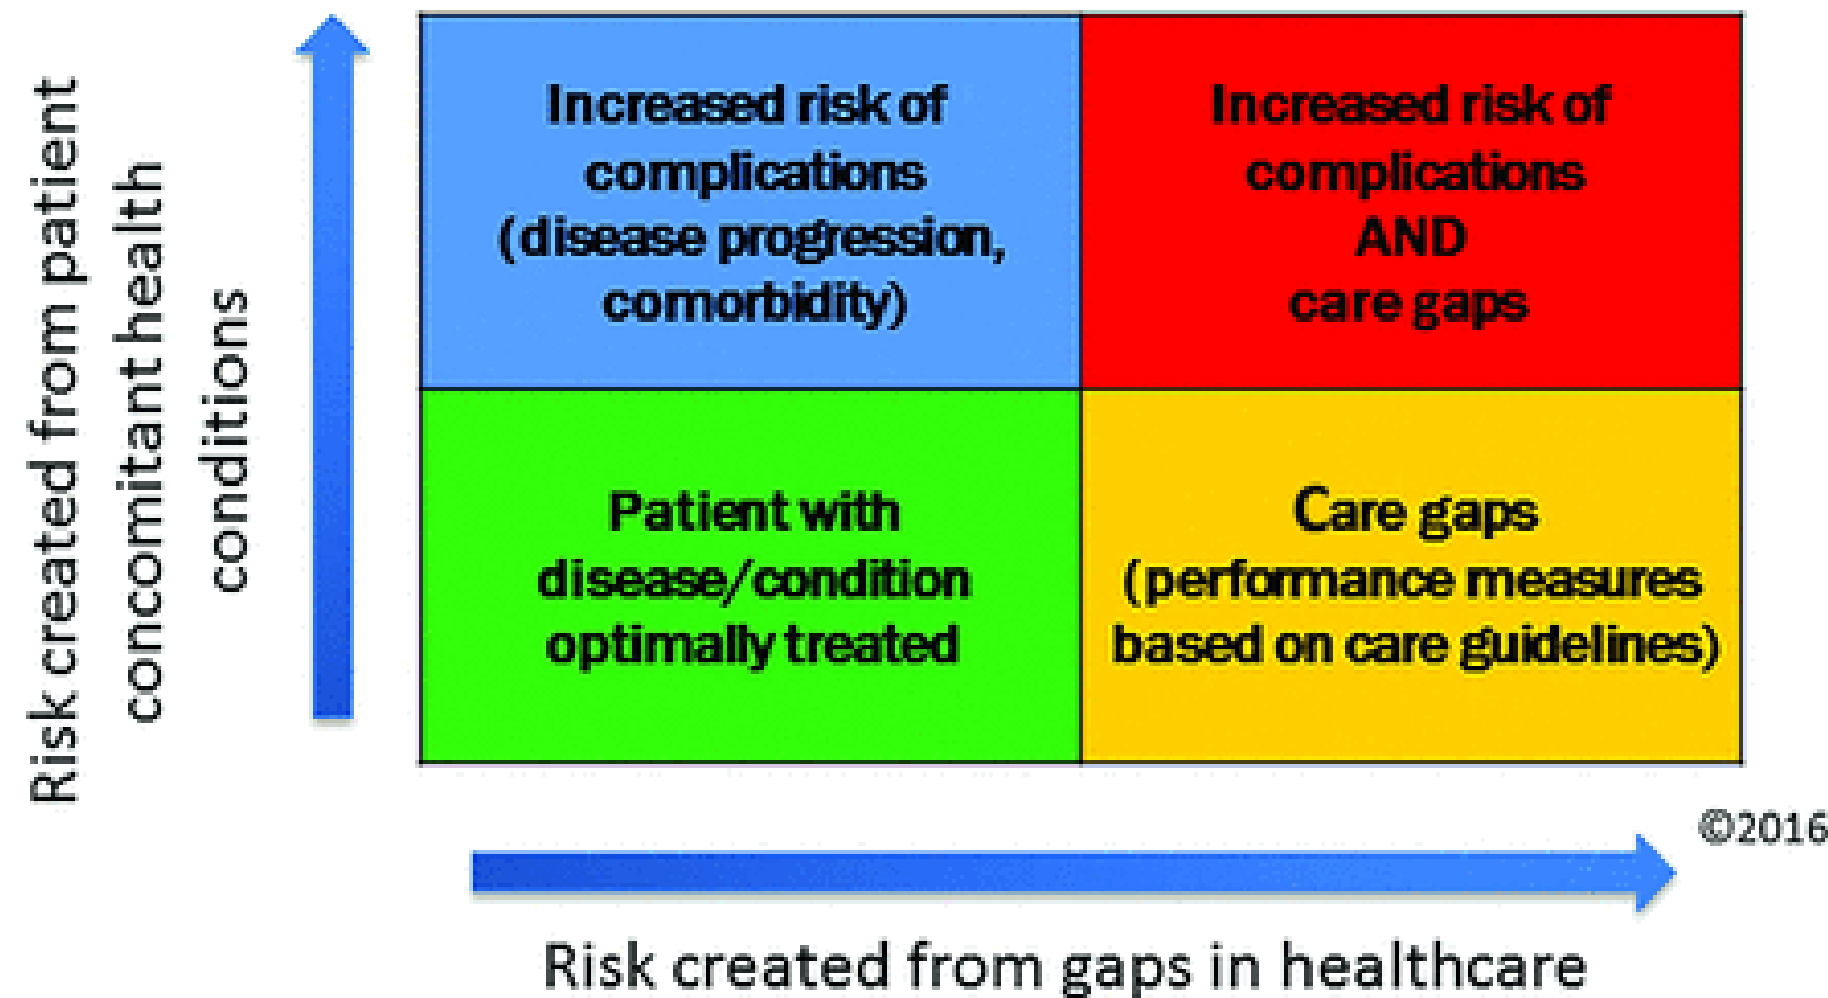 Risk created from patient
concomitant health
conditions
Increased risk of
complications
(disease progression,
comorbidity)
Increased risk of
complications
AND
care gaps
Patient with
disease/condition
optimally treated
Care gaps
(performance measures
based on care guidelines)
©2016
Risk created from gaps in healthcare